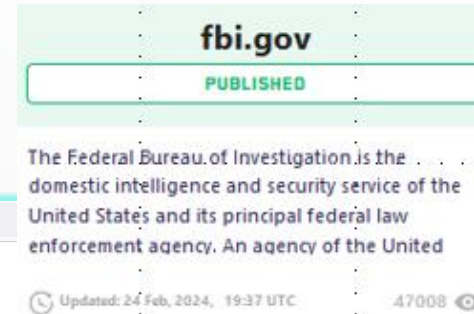 fbi.gov
PUBLISHED
The Federal Bureau of Investigation is the
domestic intelligence and security service of the
United States and its principal federal law
enforcement agency. An agency of the United
Updated: 24 Feb, 2024, 19:37 UTC 47008